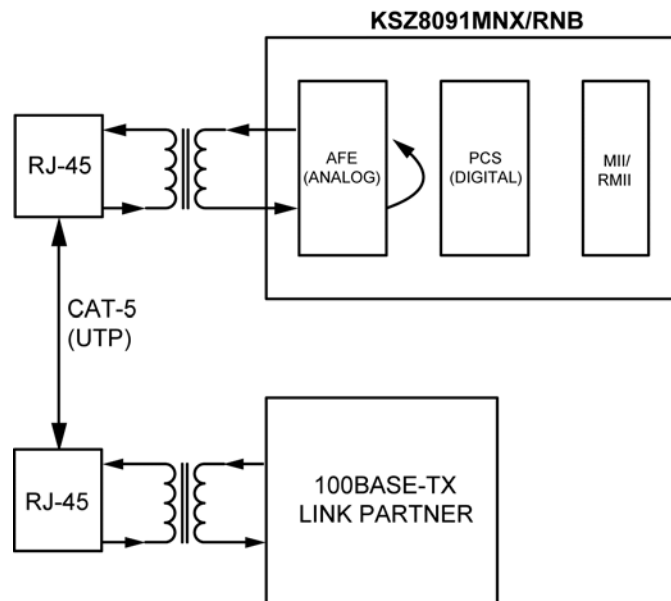 KSZ8091MNX/RNB
RJ-45
AFE
(ANALOG)
PCS
(DIGITAL)
MII/
RMII
CAT-5
(UTP)
RJ-45
100BASE-TX
LINK PARTNER